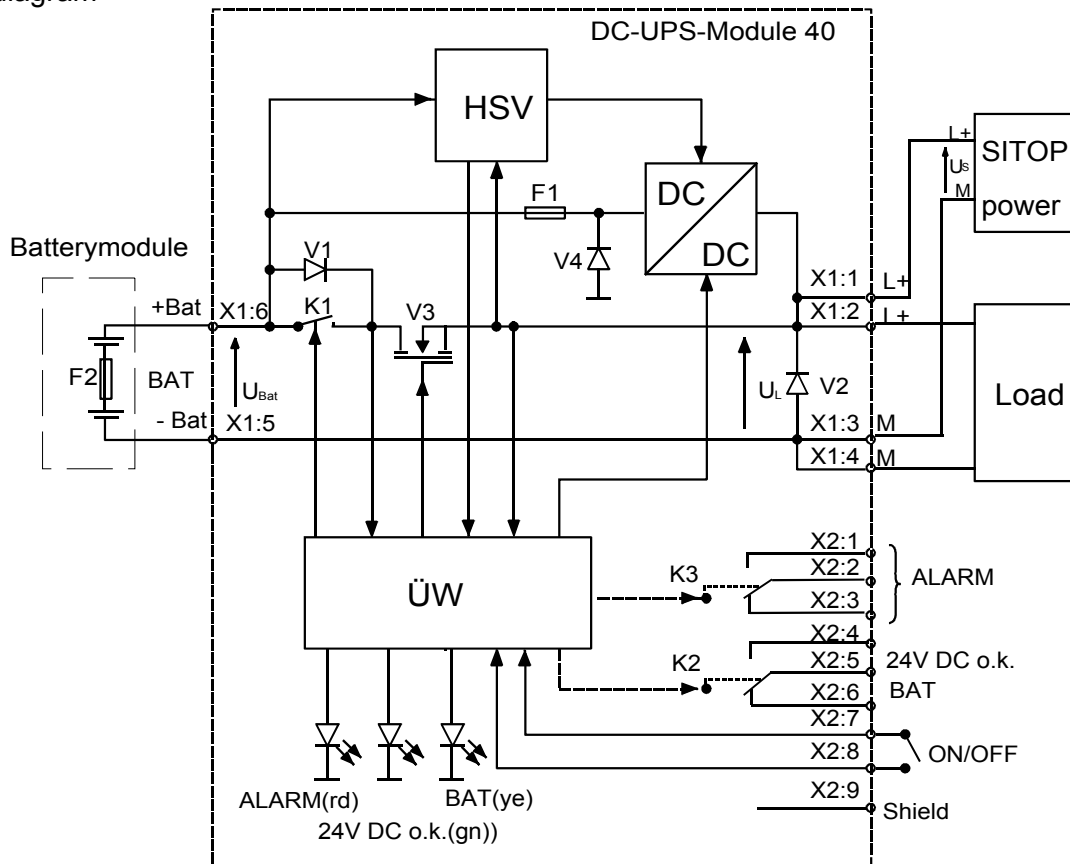 DC-UPS-Module 40
HSV
L+
SITOP
Us
M
power
F1
DC
DC
Batterymodule
V1
V4
X1:1
L+
+Bat
X1:6
K1
V3
X1:2
L+
F2
BAT
UBat
UL
V2
Load
- Bat
X1:5
X1:3
M
X1:4
M
X2:1
K3
X2:2
ALARM
ÜW
X2:3
X2:4
K2
X2:5
24V DC o.k.
X2:6
BAT
X2:7
X2:8
ON/OFF
X2:9
Shield
ALARM(rd)
BAT(ye)
24V DC o.k.(gn))